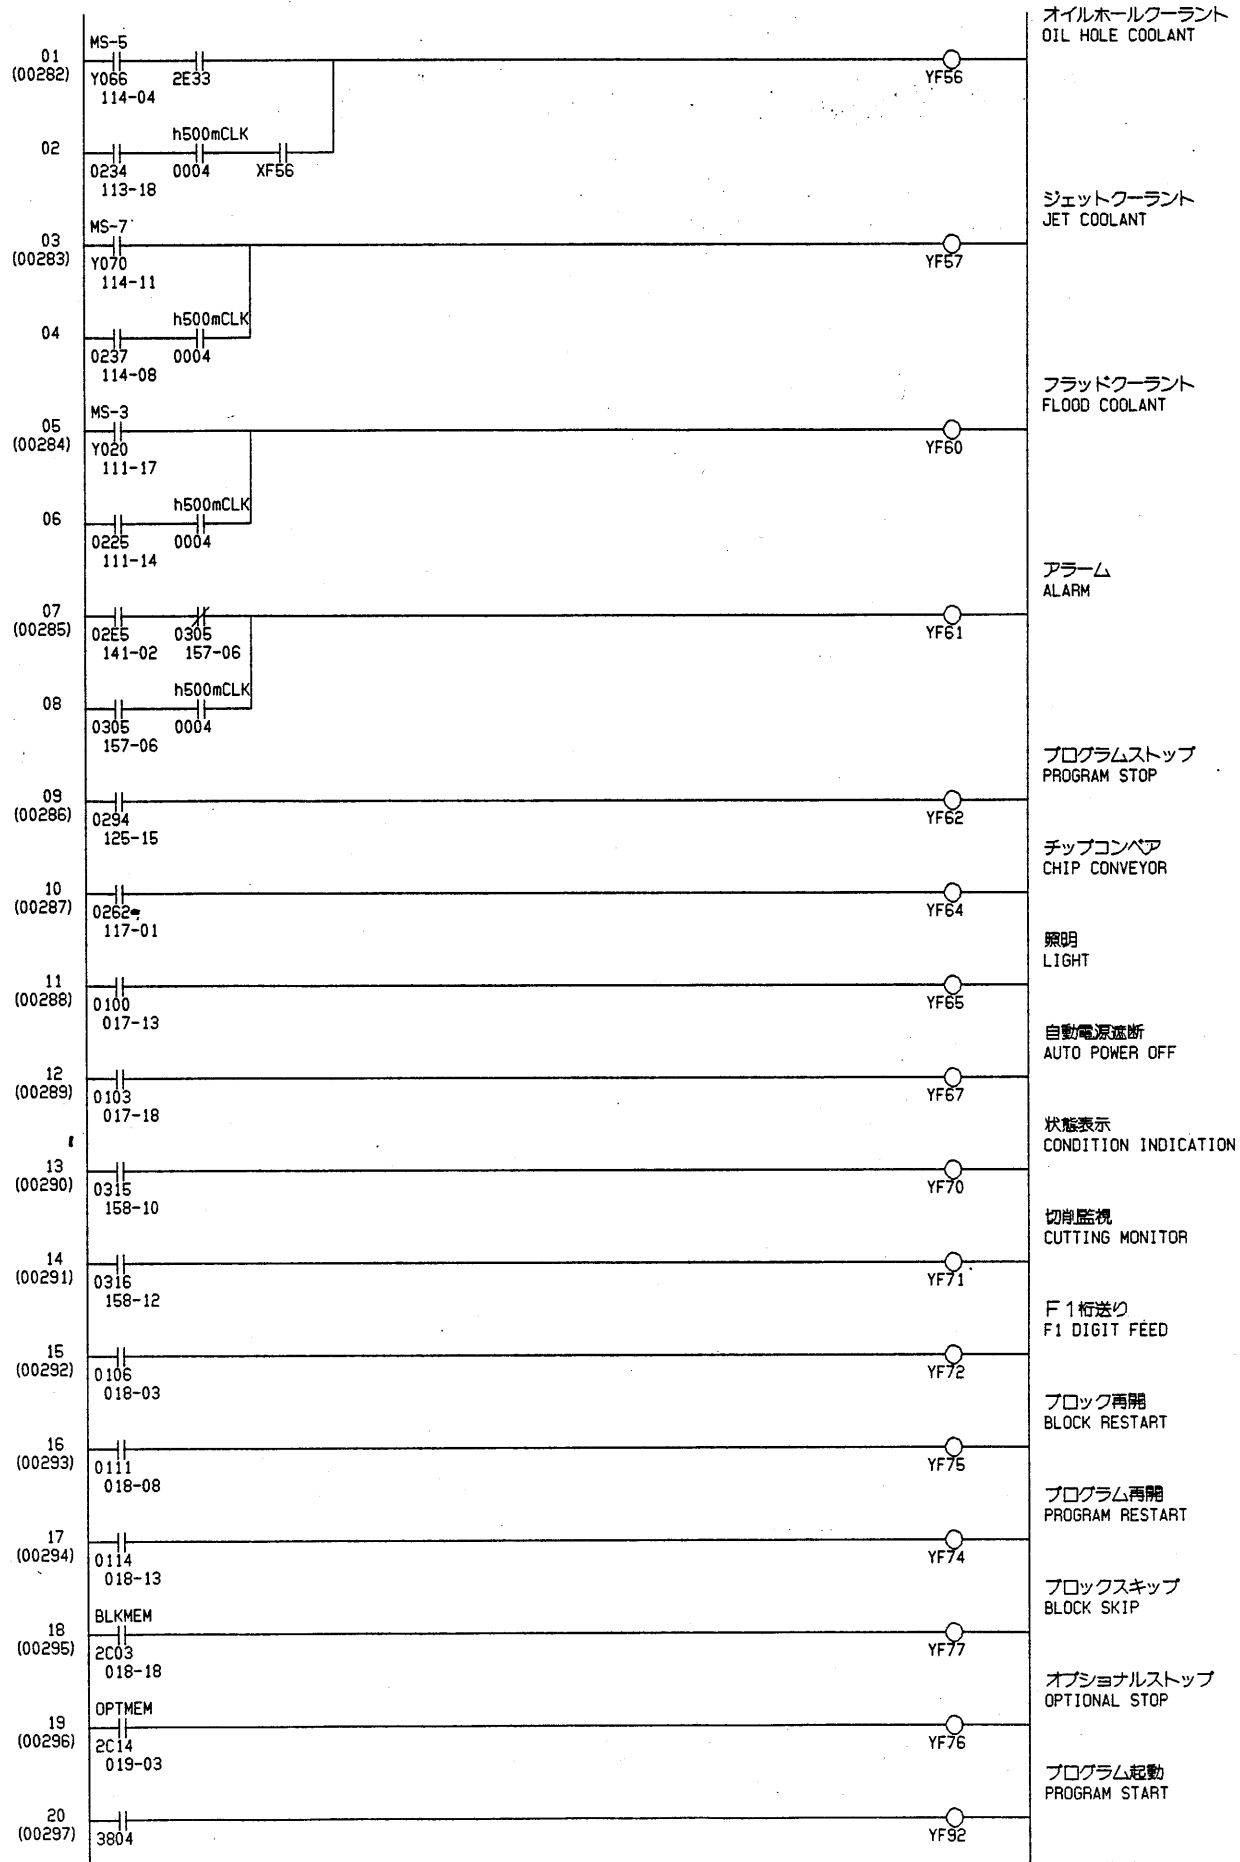 オイルホールクーラント
OIL HOLE COOLANT
MS-5
01
(00282)
Y066
2E33
YF56
114-04
h500mCLK
02
0234
0004
XF56
113-18
ジェットクーラント
JET COOLANT
MS-7
03
(00283)
Y070
YF57
114-11
h500mCLK
04
0237
0004
114-08
フラッドクーラント
FLOOD COOLANT
MS-3
05
(00284)
Y020
YF60
111-17
h500mCLK
06
0225
0004
111-14
アラーム
ALARM
07
(00285)
02E5
0305
YF61
141-02
157-06
h500mCLK
08
0305
0004
157-06
プログラムストップ
PROGRAM STOP
09
(00286)
0294
YF62
125-15
チップコンベア
CHIP CONVEYOR
10
(00287)
0262
YF64
117-01
照明
LIGHT
11
(00288)
0100
YF65
017-13
自動電源遮断
AUTO POWER OFF
12
(00289)
0103
YF67
017-18
状態表示
CONDITION INDICATION
13
(00290)
0315
YF70
158-10
切削監視
CUTTING MONITOR
14
(00291)
0316
YF71
158-12
F1桁送り
F1 DIGIT FEED
15
(00292)
0106
YF72
018-03
ブロック再開
BLOCK RESTART
16
(00293)
0111
YF75
018-08
プログラム再開
PROGRAM RESTART
17
(00294)
0114
YF74
018-13
ブロックスキップ
BLOCK SKIP
BLKMEM
18
(00295)
2C03
YF77
018-18
オプショナルストップ
OPTIONAL STOP
OPTMEM
19
(00296)
2C14
YF76
019-03
プログラム起動
PROGRAM START
20
(00297)
3804
YF92